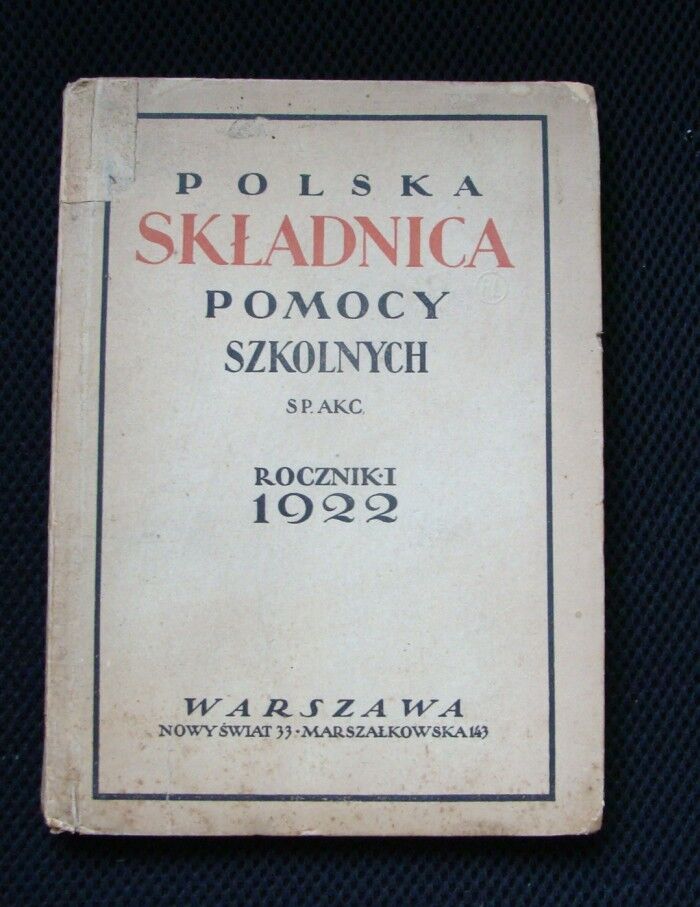 POLSKA
SKŁADNICA
POMOCY
SZKOLNYCH
SP. AKC.
ROCZNIK·I
1922
WARSZAWA
NOWY ŚWIAT 33 · MARSZAŁKOWSKA 143